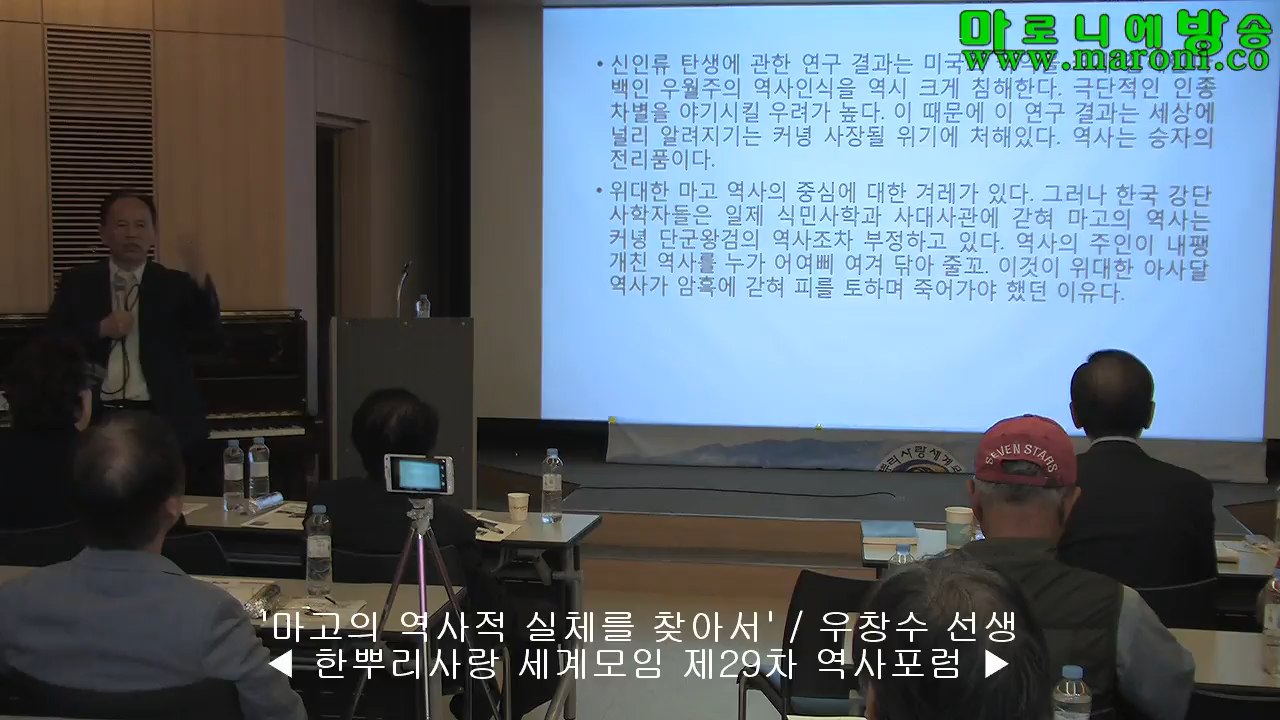 마로니에방송
www.maroni.co
• 신인류 탄생에 관한 연구 결과는 미국
백인 우월주의 역사인식을 역시 크게 침해한다. 극단적인 인종
차별을 야기시킬 우려가 높다. 이 때문에 이 연구 결과는 세상에
널리 알려지기는 커녕 사장될 위기에 처해있다. 역사는 승자의
전리품이다.
• 위대한 마고 역사의 중심에 대한 겨레가 있다. 그러나 한국 강단
사학자들은 일제 식민사학과 사대사관에 갇혀 마고의 역사는
커녕 단군왕검의 역사조차 부정하고 있다. 역사의 주인이 내팽
개친 역사를 누가 어여삐 여겨 닦아 줄꼬. 이것이 위대한 아사달
역사가 암흑에 갇혀 피를 토하며 죽어가야 했던 이유다.
뿌리사랑세계모
SEVEN STARS
'마고의 역사적 실체를 찾아서' / 우창수 선생
◀ 한뿌리사랑 세계모임 제29차 역사포럼 ▶